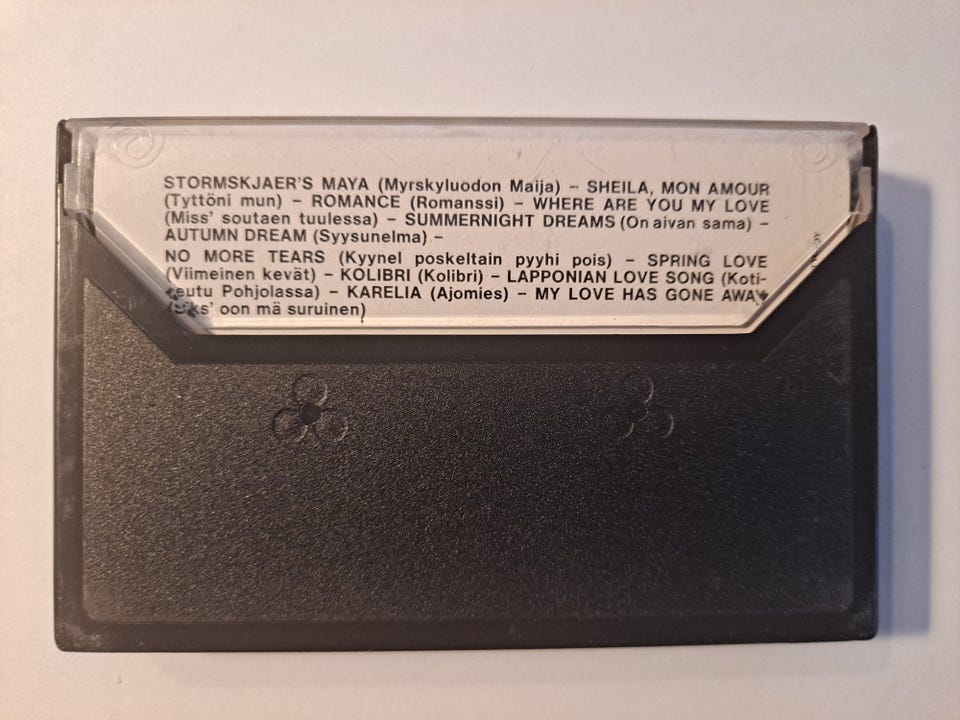 STORMSKJAER'S MAYA (Myrskyluodon Maija) – SHEILA, MON AMOUR
(Tyttöni mun) – ROMANCE (Romanssi) – WHERE ARE YOU MY LOVE
(Miss' soutaen tuulessa) – SUMMERNIGHT DREAMS (On aivan sama) –
AUTUMN DREAM (Syysunelma) –
NO MORE TEARS (Kyynel poskeltain pyyhi pois) – SPRING LOVE
(Viimeinen kevät) – KOLIBRI (Kolibri) – LAPPONIAN LOVE SONG (Koti-
Pohjolassa) – KARELIA (Ajomies) – MY LOVE HAS GONE AWAY
oon mä suruinen)